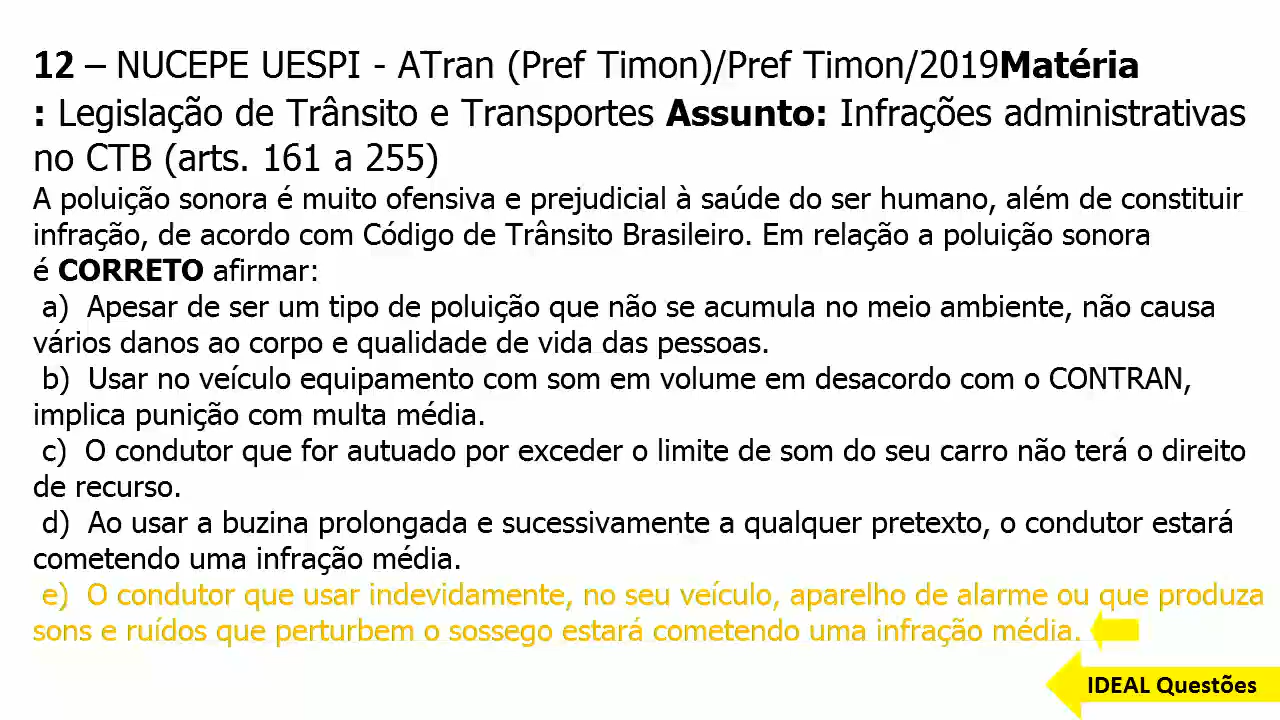 12 – NUCEPE UESPI - ATran (Pref Timon)/Pref Timon/2019Matéria
: Legislação de Trânsito e Transportes Assunto: Infrações administrativas
no CTB (arts. 161 a 255)
A poluição sonora é muito ofensiva e prejudicial à saúde do ser humano, além de constituir
infração, de acordo com Código de Trânsito Brasileiro. Em relação a poluição sonora
é CORRETO afirmar:
a) Apesar de ser um tipo de poluição que não se acumula no meio ambiente, não causa
vários danos ao corpo e qualidade de vida das pessoas.
b) Usar no veículo equipamento com som em volume em desacordo com o CONTRAN,
implica punição com multa média.
c) O condutor que for autuado por exceder o limite de som do seu carro não terá o direito
de recurso.
d) Ao usar a buzina prolongada e sucessivamente a qualquer pretexto, o condutor estará
cometendo uma infração média.
e) O condutor que usar indevidamente, no seu veículo, aparelho de alarme ou que produza
sons e ruídos que perturbem o sossego estará cometendo uma infração média.
IDEAL Questões